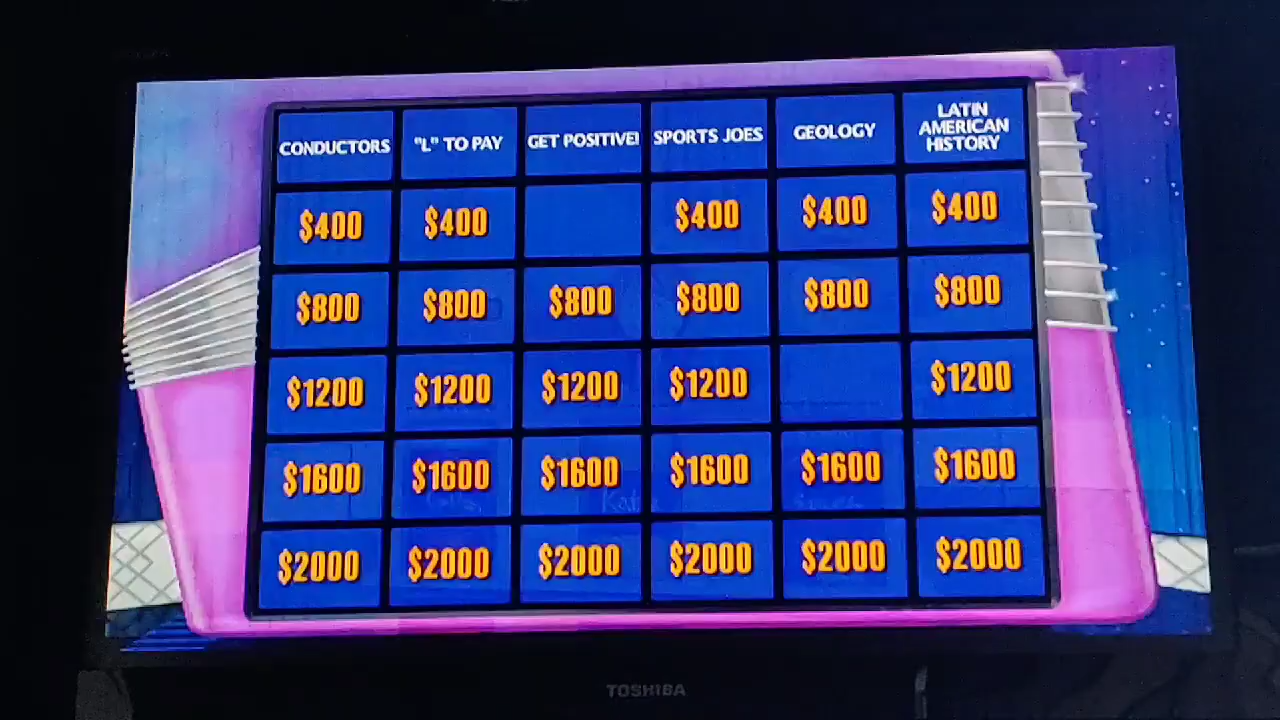 CONDUCTORS
"L" TO PAY
GET POSITIVE!
SPORTS JOES
GEOLOGY
LATIN
AMERICAN
HISTORY
$400 $400 $400 $400 $400
$800 $800 $800 $800 $800 $800
$1200 $1200 $1200 $1200 $1200
$1600 $1600 $1600 $1600 $1600 $1600
$2000 $2000 $2000 $2000 $2000 $2000
TOSHIBA